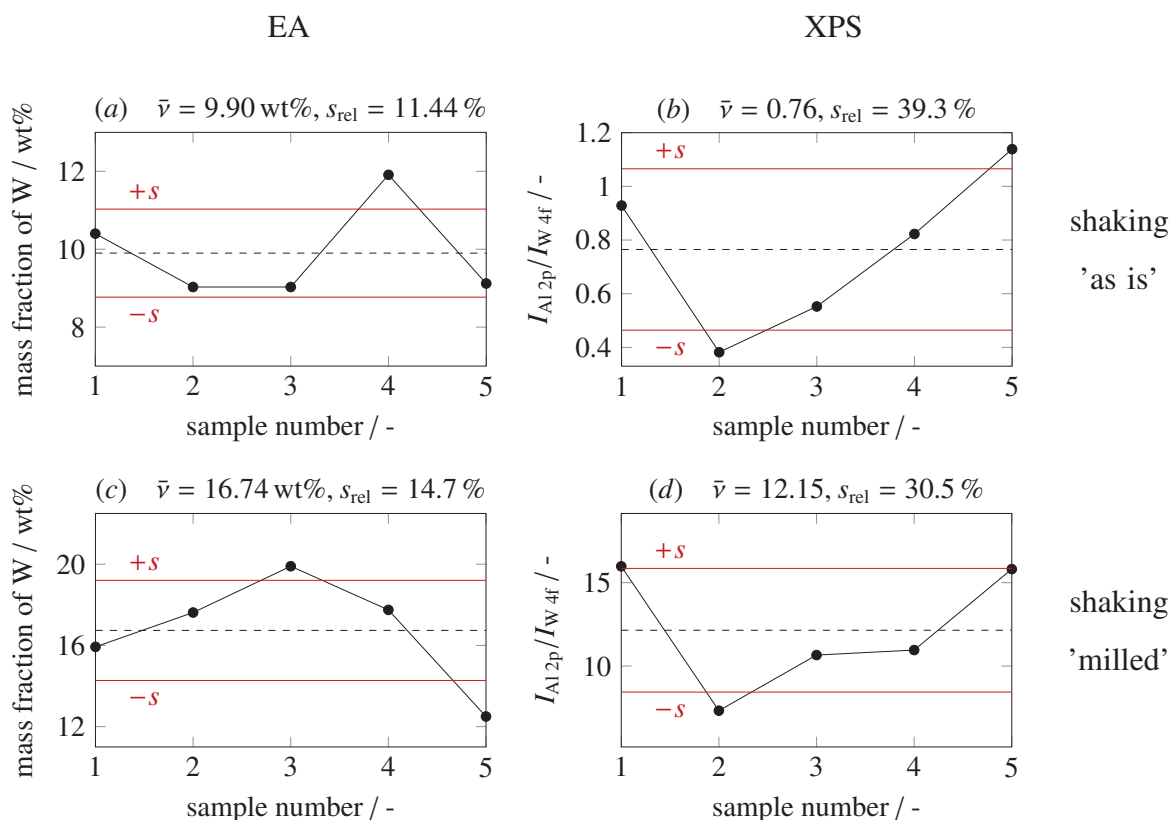 EA
XPS
(a) ν̄ = 9.90 wt%, s_rel = 11.44 %
mass fraction of W / wt%
12
10
8
+s
−s
1 2 3 4 5
sample number / -
(b) ν̄ = 0.76, s_rel = 39.3 %
I_Al 2p/I_W 4f / -
1.2
1
0.8
0.6
0.4
+s
−s
1 2 3 4 5
sample number / -
shaking
'as is'
(c) ν̄ = 16.74 wt%, s_rel = 14.7 %
mass fraction of W / wt%
20
16
12
+s
−s
1 2 3 4 5
sample number / -
(d) ν̄ = 12.15, s_rel = 30.5 %
I_Al 2p/I_W 4f / -
15
10
+s
−s
1 2 3 4 5
sample number / -
shaking
'milled'